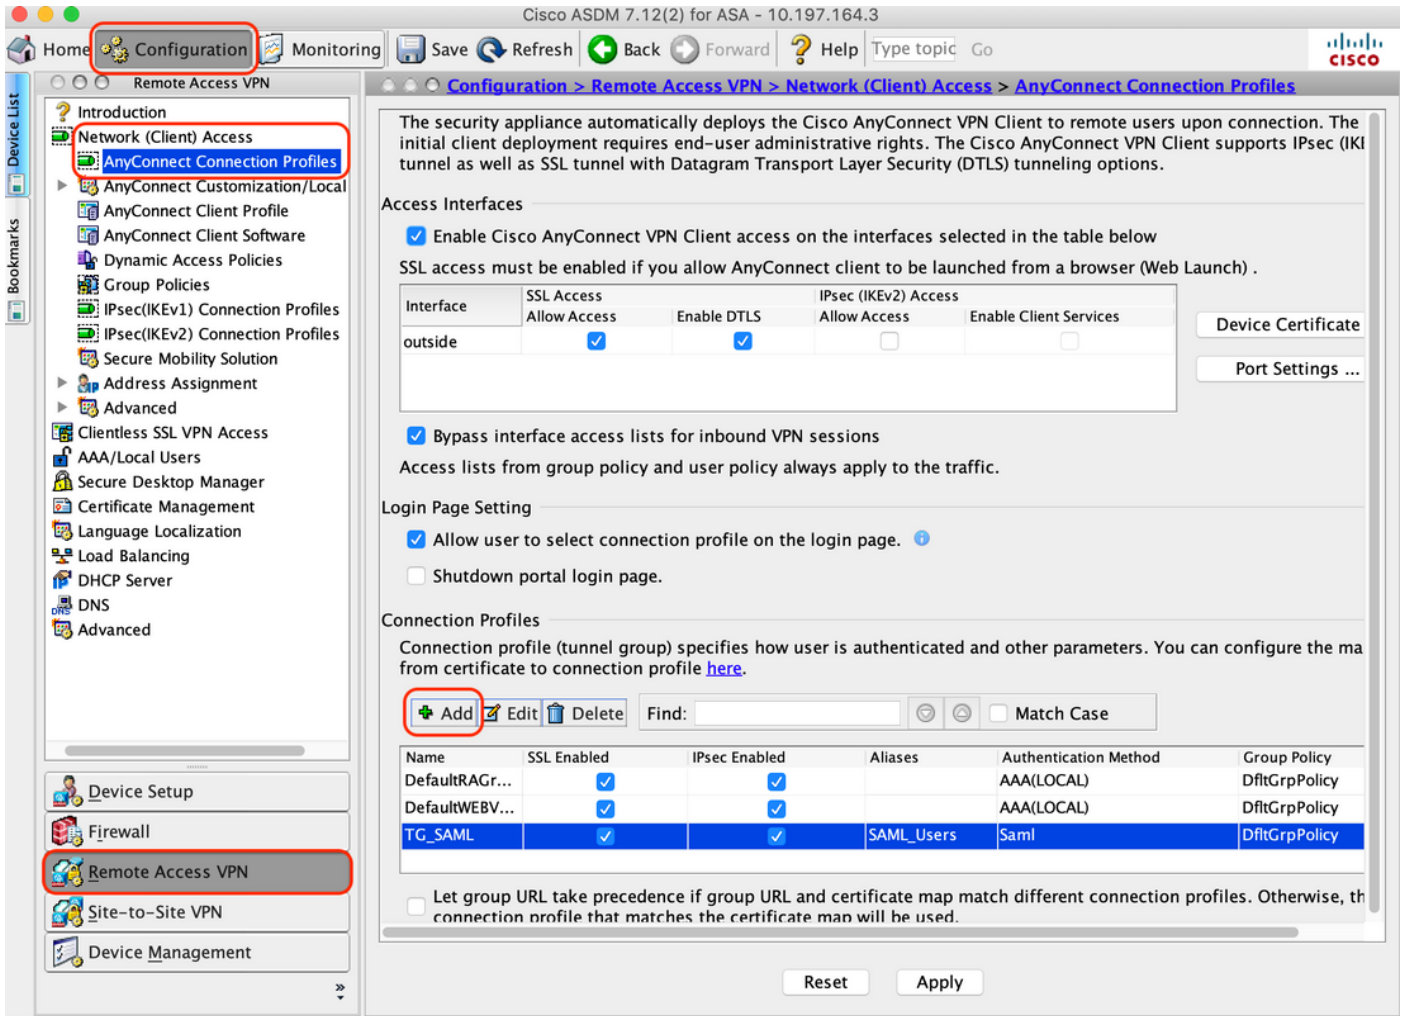 Cisco ASDM 7.12(2) for ASA - 10.197.164.3
Home Configuration Monitoring Save Refresh Back Forward Help Type topic Go
cisco
Device List
Bookmarks
Remote Access VPN
Introduction
Network (Client) Access
AnyConnect Connection Profiles
AnyConnect Customization/Local
AnyConnect Client Profile
AnyConnect Client Software
Dynamic Access Policies
Group Policies
IPsec(IKEv1) Connection Profiles
IPsec(IKEv2) Connection Profiles
Secure Mobility Solution
Address Assignment
Advanced
Clientless SSL VPN Access
AAA/Local Users
Secure Desktop Manager
Certificate Management
Language Localization
Load Balancing
DHCP Server
DNS
Advanced
Device Setup
Firewall
Remote Access VPN
Site-to-Site VPN
Device Management
Configuration > Remote Access VPN > Network (Client) Access > AnyConnect Connection Profiles
The security appliance automatically deploys the Cisco AnyConnect VPN Client to remote users upon connection. The
initial client deployment requires end-user administrative rights. The Cisco AnyConnect VPN Client supports IPsec (IKE
tunnel as well as SSL tunnel with Datagram Transport Layer Security (DTLS) tunneling options.
Access Interfaces
Enable Cisco AnyConnect VPN Client access on the interfaces selected in the table below
SSL access must be enabled if you allow AnyConnect client to be launched from a browser (Web Launch) .
Interface SSL Access IPsec (IKEv2) Access
Allow Access Enable DTLS Allow Access Enable Client Services
outside
Device Certificate
Port Settings ...
Bypass interface access lists for inbound VPN sessions
Access lists from group policy and user policy always apply to the traffic.
Login Page Setting
Allow user to select connection profile on the login page.
Shutdown portal login page.
Connection Profiles
Connection profile (tunnel group) specifies how user is authenticated and other parameters. You can configure the ma
from certificate to connection profile here.
Add Edit Delete Find: Match Case
Name SSL Enabled IPsec Enabled Aliases Authentication Method Group Policy
DefaultRAGr... AAA(LOCAL) DfltGrpPolicy
DefaultWEBV... AAA(LOCAL) DfltGrpPolicy
TG_SAML SAML_Users Saml DfltGrpPolicy
Let group URL take precedence if group URL and certificate map match different connection profiles. Otherwise, th
connection profile that matches the certificate map will be used.
Reset Apply